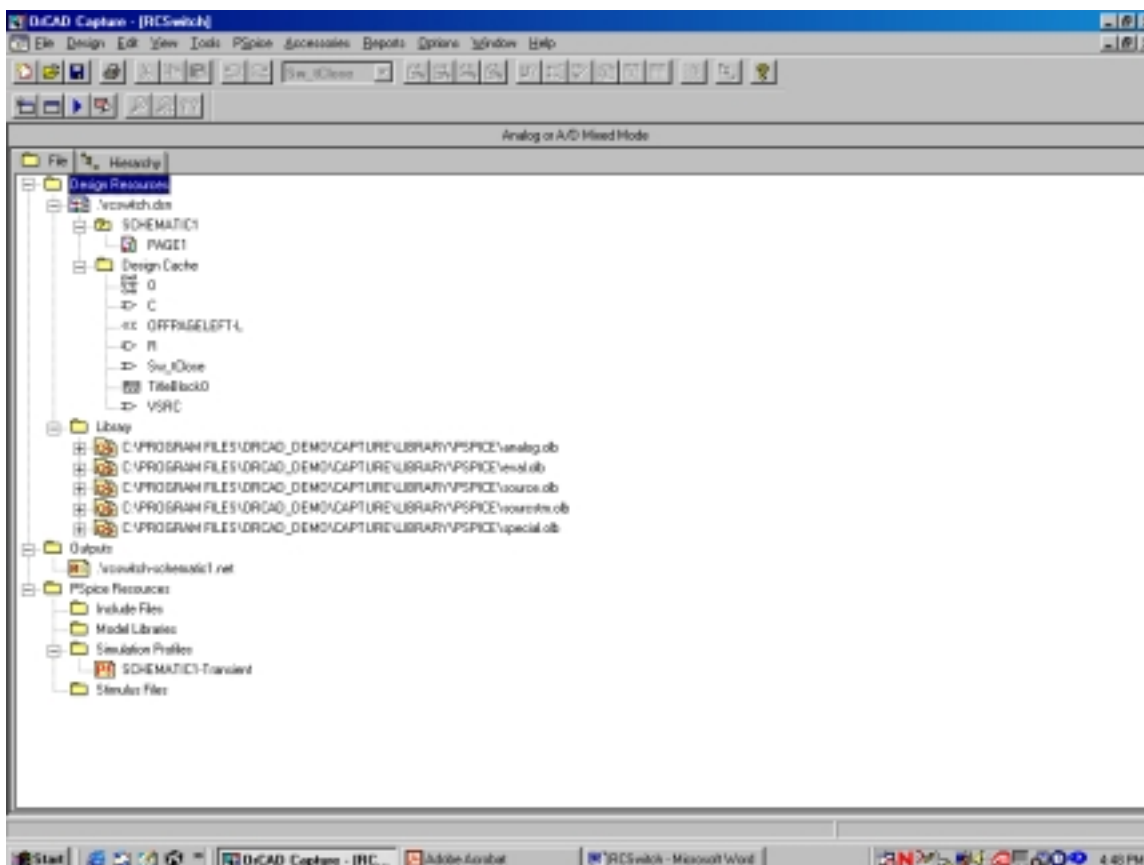 OrCAD Capture - [RCSwitch]
File Design Edit View Tools PSpice Accessories Reports Options Window Help
Sw_tClose
Analog or A/D Mixed Mode
File Hierarchy
Design Resources
.\rcswitch.dsn
SCHEMATIC1
PAGE1
Design Cache
0
C
OFFPAGELEFT-L
R
Sw_tClose
TitleBlock0
VSRC
Library
C:\PROGRAM FILES\ORCAD_DEMO\CAPTURE\LIBRARY\PSPICE\analog.olb
C:\PROGRAM FILES\ORCAD_DEMO\CAPTURE\LIBRARY\PSPICE\eval.olb
C:\PROGRAM FILES\ORCAD_DEMO\CAPTURE\LIBRARY\PSPICE\source.olb
C:\PROGRAM FILES\ORCAD_DEMO\CAPTURE\LIBRARY\PSPICE\sourcstm.olb
C:\PROGRAM FILES\ORCAD_DEMO\CAPTURE\LIBRARY\PSPICE\special.olb
Outputs
.\rcswitch-schematic1.net
PSpice Resources
Include Files
Model Libraries
Simulation Profiles
SCHEMATIC1-Transient
Stimulus Files
Start OrCAD Capture - [RC... Adobe Acrobat RCSwitch - Microsoft Word 4:48